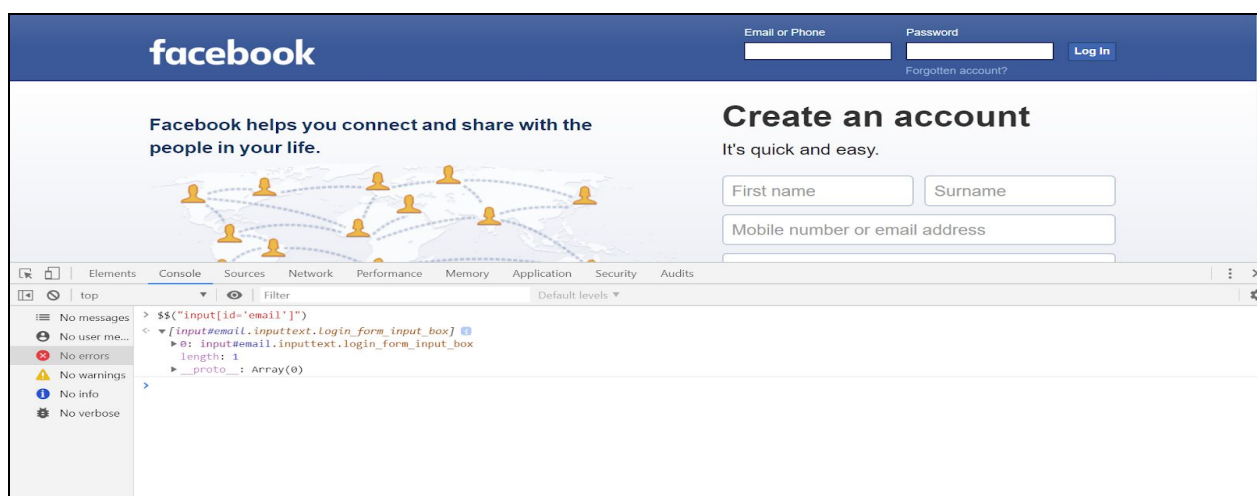 Email or Phone Password
facebook
Log In
Forgotten account?
Create an account
Facebook helps you connect and share with the
people in your life.
It's quick and easy.
First name Surname
Mobile number or email address
Elements Console Sources Network Performance Memory Application Security Audits
top Filter Default levels ▼
No messages
No user me...
No errors
No warnings
No info
No verbose
> $$("input[id='email']")
[input#email.inputtext.login_form_input_box]
0: input#email.inputtext.login_form_input_box
length: 1
__proto__: Array(0)
>